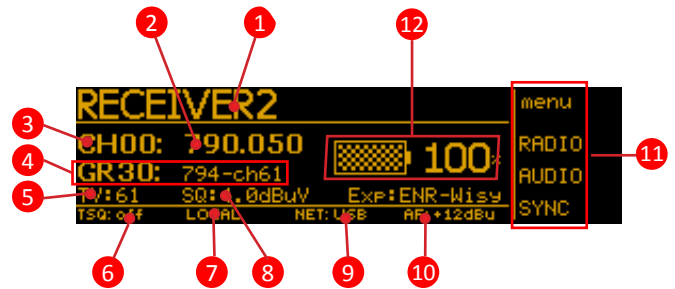 1
2
12
RECEIVER2
menu
3
CH00: 790.050
100%
RADIO
11
4
GR30: 794-ch61
AUDIO
5
TV:61 SQ:4.0dBuV Exp:ENR-Wisy
SYNC
TSQ: off LOCAL NET: USB AF: +12dBu
6
7
8
9
10